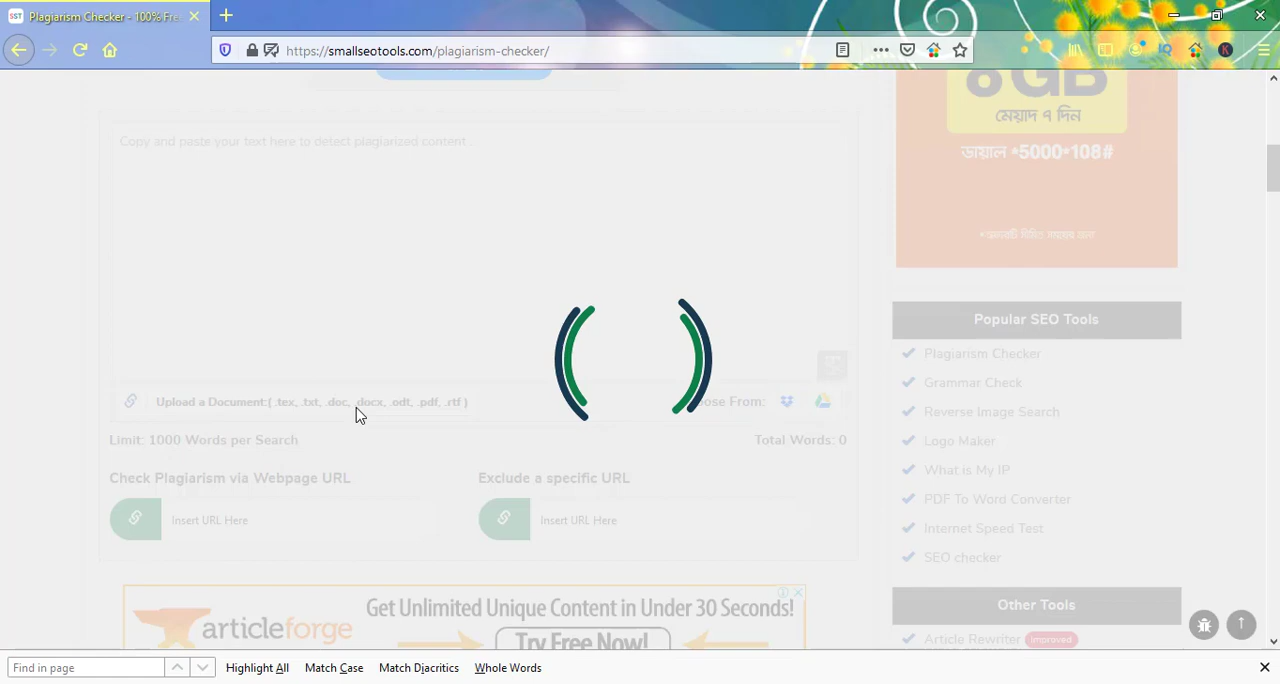 SST Plagiarism Checker - 100% Free
https://smallseotools.com/plagiarism-checker/
8GB
মেয়াদ ৭ দিন
ডায়াল *5000*108#
Copy and paste your text here to detect plagiarized content...
Upload a Document:( .tex, .txt, .doc, .docx, .odt, .pdf, .rtf )
ose From:
Limit: 1000 Words per Search
Total Words: 0
Check Plagiarism via Webpage URL
Exclude a specific URL
Insert URL Here
Insert URL Here
Popular SEO Tools
Plagiarism Checker
Grammar Check
Reverse Image Search
Logo Maker
What is My IP
PDF To Word Converter
Internet Speed Test
SEO checker
Other Tools
Article Rewriter Improved
articleforge
Get Unlimited Unique Content in Under 30 Seconds!
Try Free Now!
Find in page
Highlight All
Match Case
Match Diacritics
Whole Words